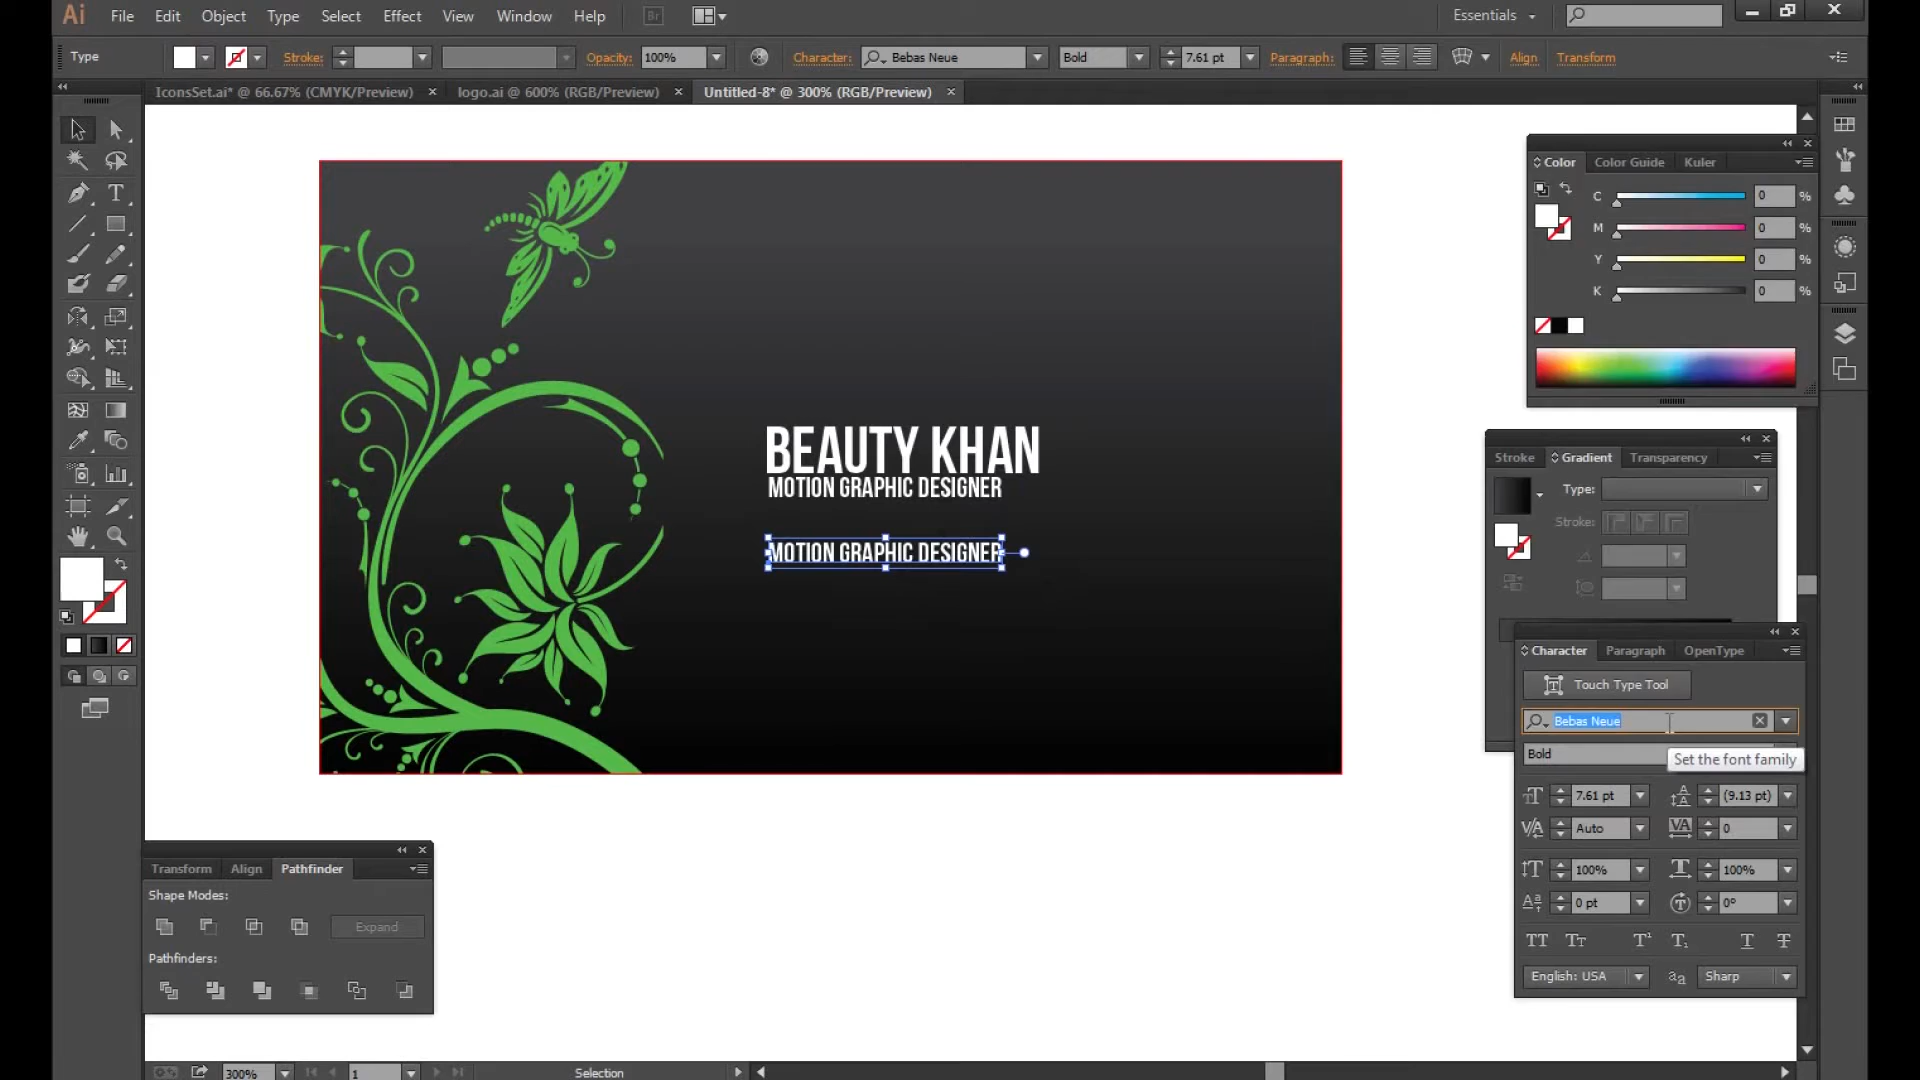 Ai File Edit Object Type Select Effect View Window Help Br Essentials
Type Stroke: Opacity: 100% Character: Bebas Neue Bold 7.61 pt Paragraph: Align Transform
IconsSet.ai* @ 66.67% (CMYK/Preview) × logo.ai @ 600% (RGB/Preview) × Untitled-8* @ 300% (RGB/Preview) ×
Color Color Guide Kuler
C 0 %
M 0 %
Y 0 %
K 0 %
BEAUTY KHAN
MOTION GRAPHIC DESIGNER
MOTION GRAPHIC DESIGNER
Stroke Gradient Transparency
Type:
Stroke:
Character Paragraph OpenType
Touch Type Tool
Bebas Neue
Bold
Set the font family
7.61 pt (9.13 pt)
Auto 0
100% 100%
0 pt 0°
English: USA Sharp
Transform Align Pathfinder
Shape Modes:
Expand
Pathfinders:
300% 1 Selection